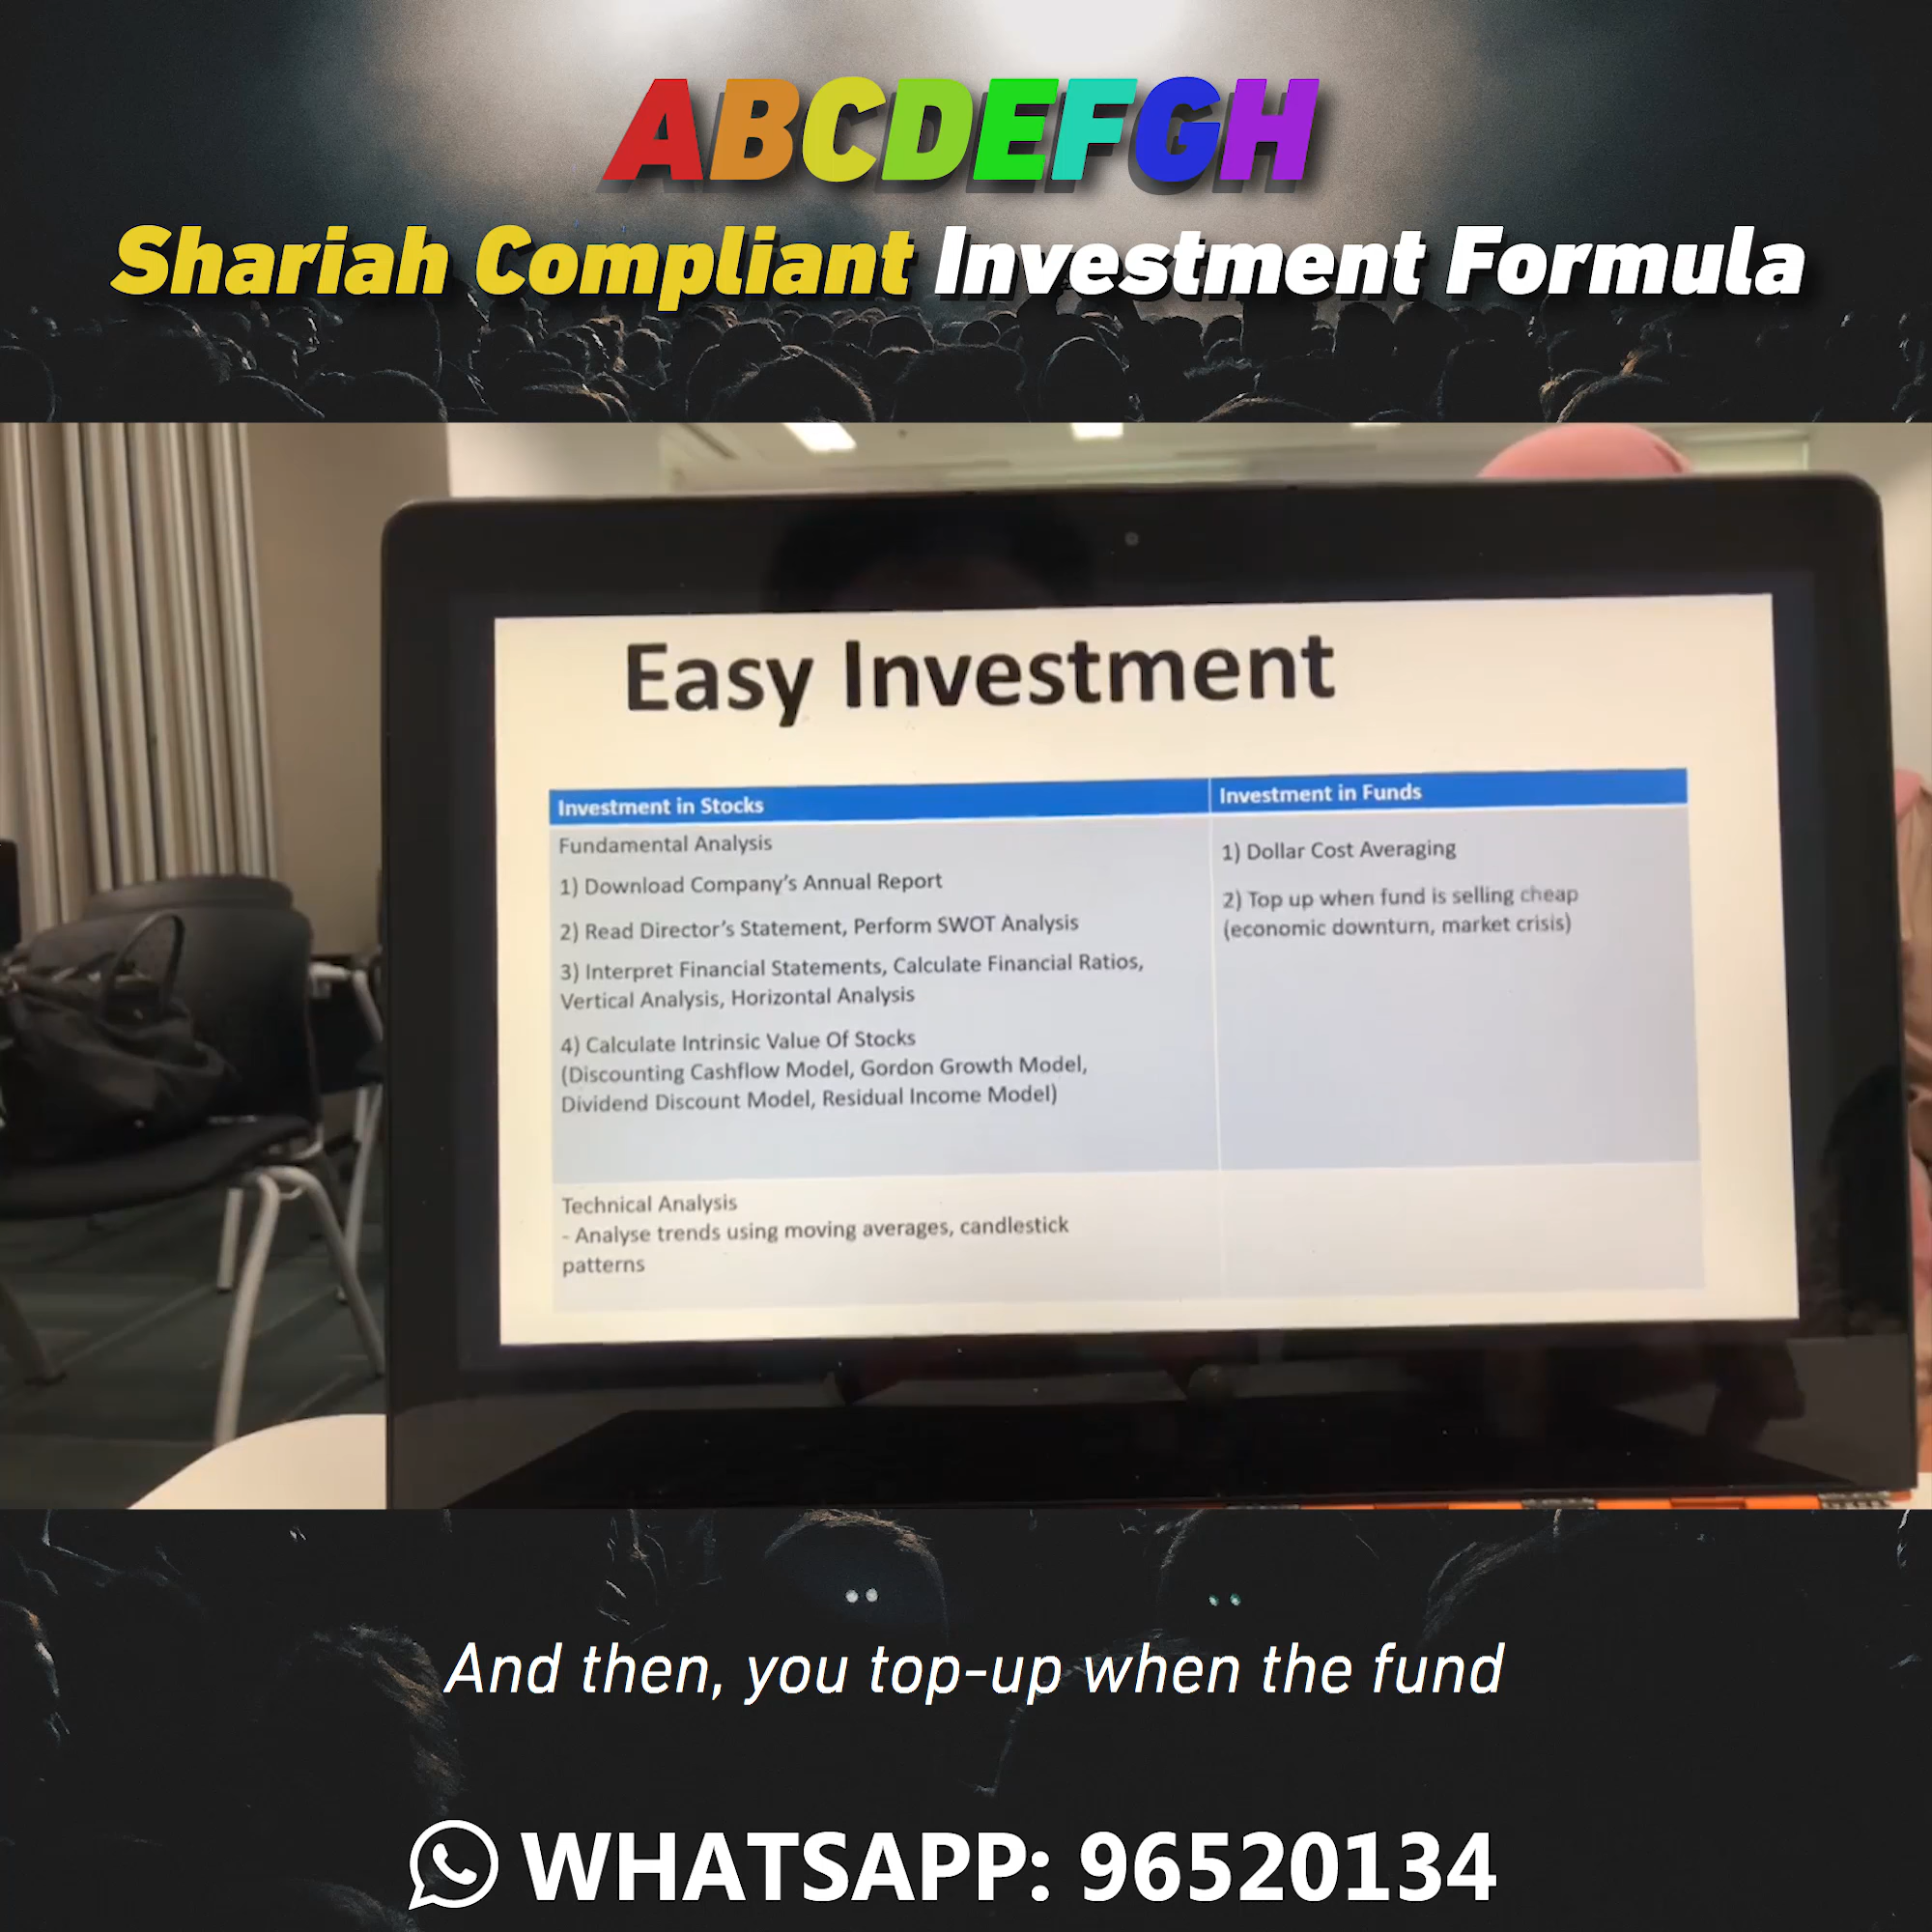 ABCDEFGH
Shariah Compliant Investment Formula
Easy Investment
Investment in Stocks
Fundamental Analysis
1) Download Company's Annual Report
2) Read Director's Statement, Perform SWOT Analysis
3) Interpret Financial Statements, Calculate Financial Ratios,
Vertical Analysis, Horizontal Analysis
4) Calculate Intrinsic Value Of Stocks
(Discounting Cashflow Model, Gordon Growth Model,
Dividend Discount Model, Residual Income Model)
Technical Analysis
- Analyse trends using moving averages, candlestick
patterns
Investment in Funds
1) Dollar Cost Averaging
2) Top up when fund is selling cheap
(economic downturn, market crisis)
And then, you top-up when the fund
WHATSAPP: 96520134